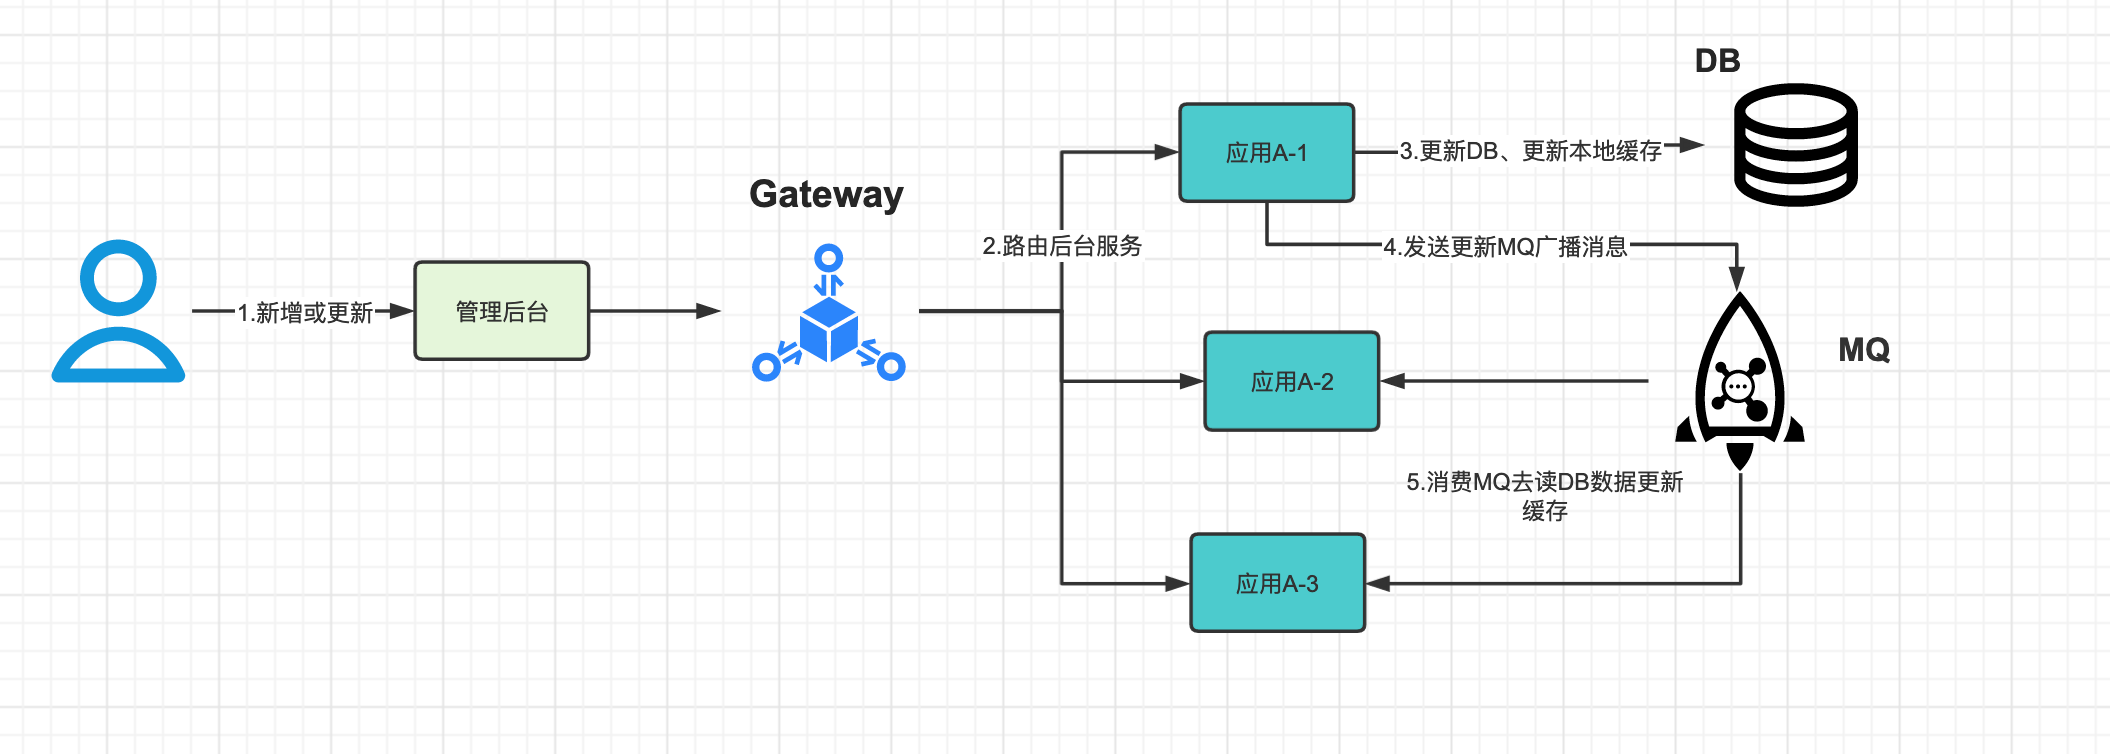 DB
应用A-1
3.更新DB、更新本地缓存
Gateway
2.路由后台服务
4.发送更新MQ广播消息
1.新增或更新
管理后台
MQ
应用A-2
5.消费MQ去读DB数据更新
缓存
应用A-3